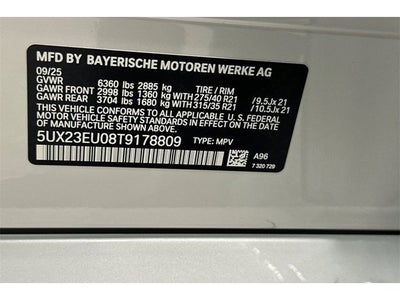 MFD BY BAYERISCHE MOTOREN WERKE AG
09/25
GVWR 6360 lbs 2885 kg TIRE / RIM
GAWR FRONT 2998 lbs 1360 kg 275/40 R21 / 9.5Jx 21
GAWR REAR 3704 lbs 1680 kg 315/35 R21 / 10.5Jx 21
THIS VEHICLE CONFORMS TO ALL APPLICABLE U. S. FEDERAL
MOTOR VEHICLE SAFETY STANDARDS IN EFFECT ON THE DATE
OF MANUFACTURE SHOWN ABOVE.
5UX23EU08T9178809 TYPE: MPV
A96
7 320 729